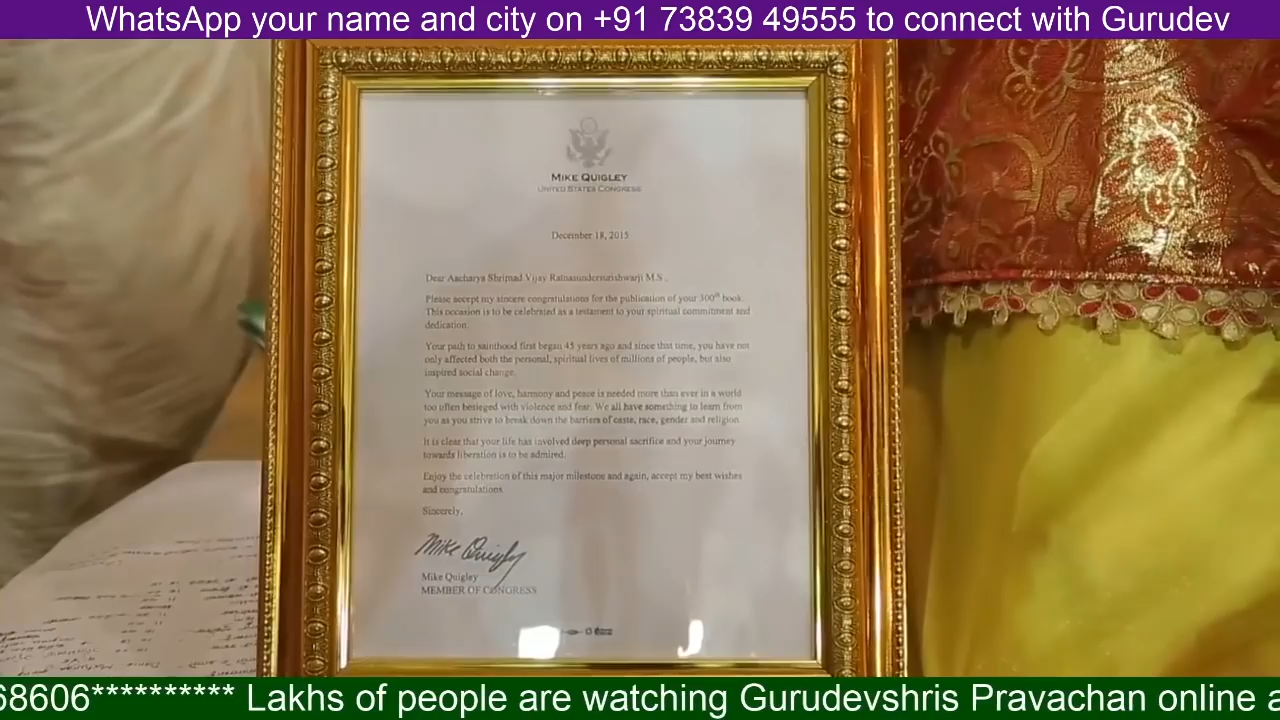 WhatsApp your name and city on +91 73839 49555 to connect with Gurudev
MIKE QUIGLEY
UNITED STATES CONGRESS
December 18, 2015
Dear Aacharya Shrimad Vijay Ratnasundersurishwarji M.S.,
Please accept my sincere congratulations for the publication of your 300th book.
This occasion is to be celebrated as a testament to your spiritual commitment and
dedication.
Your path to sainthood first began 45 years ago and since that time, you have not
only affected both the personal, spiritual lives of millions of people, but also
inspired social change.
Your message of love, harmony and peace is needed more than ever in a world
too often besieged with violence and fear. We all have something to learn from
you as you strive to break down the barriers of caste, race, gender and religion.
It is clear that your life has involved deep personal sacrifice and your journey
towards liberation is to be admired.
Enjoy the celebration of this major milestone and again, accept my best wishes
and congratulations.
Sincerely,
Mike Quigley
Mike Quigley
MEMBER OF CONGRESS
68606********** Lakhs of people are watching Gurudevshris Pravachan online a